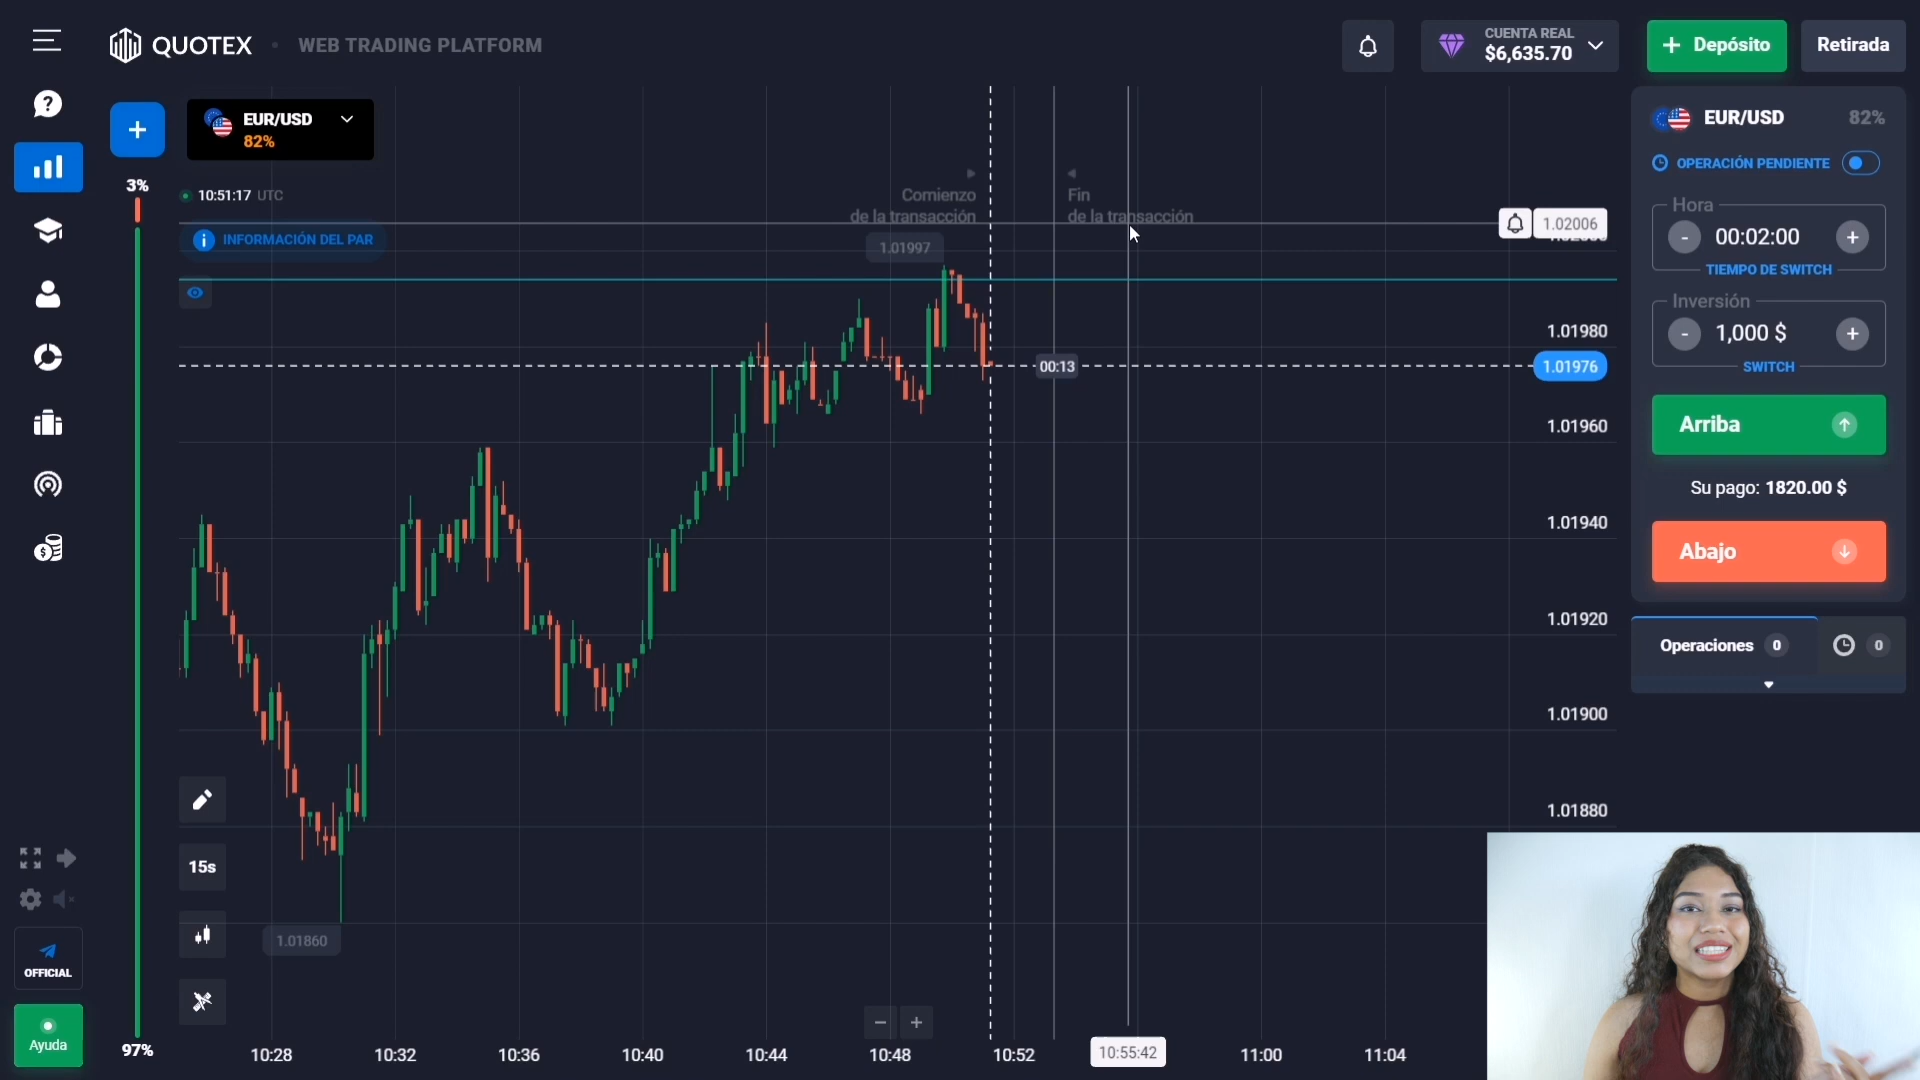 QUOTEX
WEB TRADING PLATFORM
CUENTA REAL
$6,635.70
+ Depósito
Retirada
EUR/USD
82%
EUR/USD
82%
3%
10:51:17 UTC
INFORMACIÓN DEL PAR
Comienzo
de la transacción
Fin
de la transacción
1.01997
1.02006
OPERACIÓN PENDIENTE
Hora
- 00:02:00 +
TIEMPO DE SWITCH
Inversión
- 1,000 $ +
SWITCH
Arriba
Su pago: 1820.00 $
Abajo
Operaciones 0
0
1.01980
00:13
1.01976
1.01960
1.01940
1.01920
1.01900
1.01880
15s
1.01860
OFFICIAL
Ayuda
97%
10:28
10:32
10:36
10:40
10:44
10:48
10:52
10:55:42
11:00
11:04